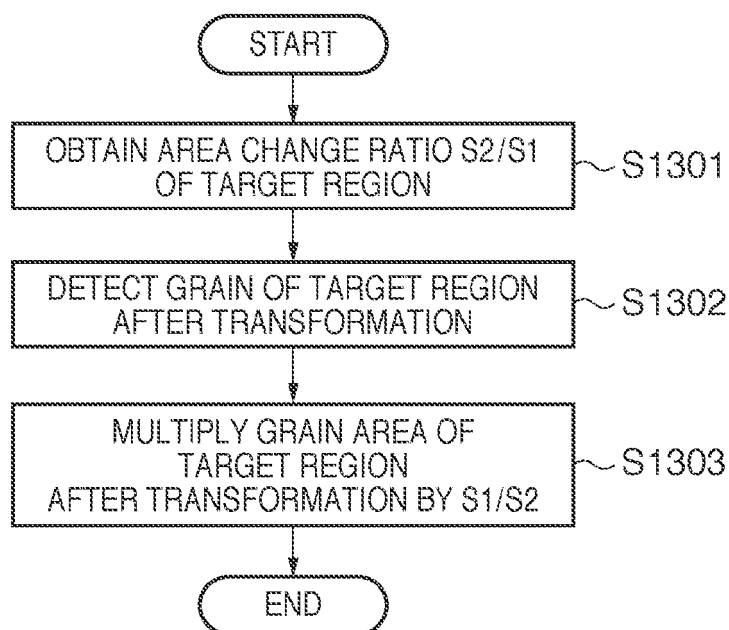 START
OBTAIN AREA CHANGE RATIO S2/S1
OF TARGET REGION
S1301
DETECT GRAIN OF TARGET REGION
AFTER TRANSFORMATION
S1302
MULTIPLY GRAIN AREA OF
TARGET REGION
AFTER TRANSFORMATION BY S1/S2
S1303
END